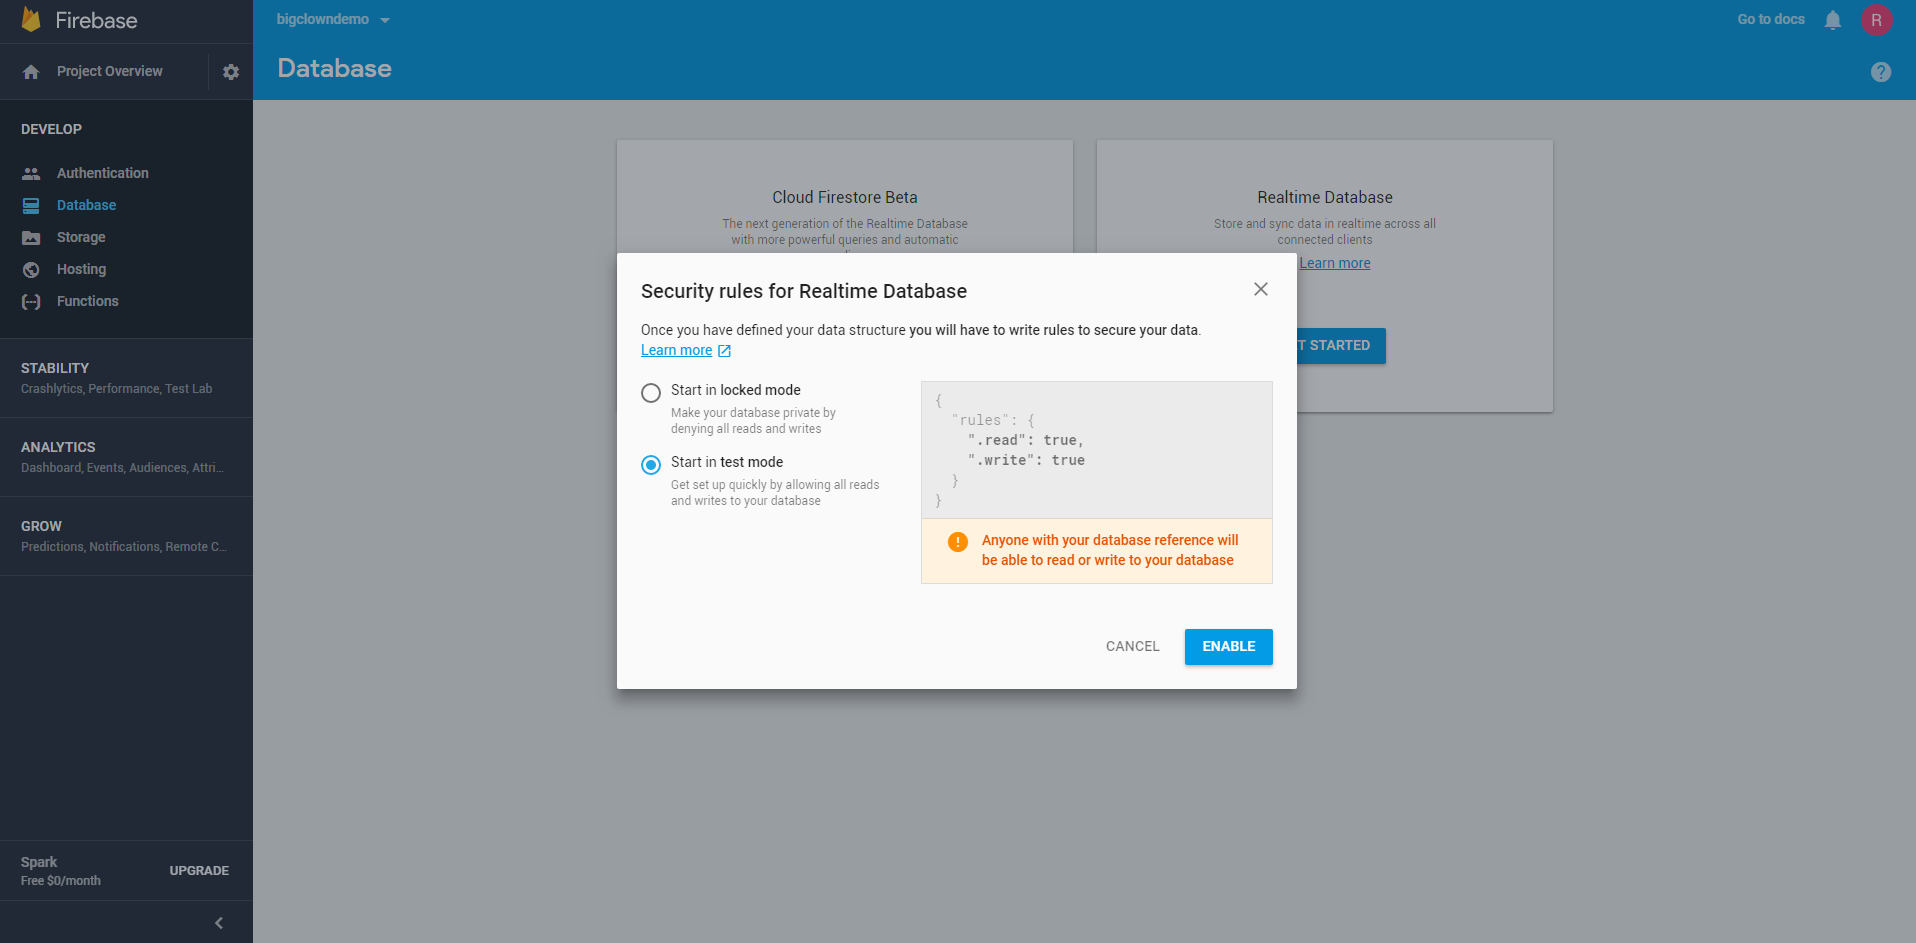 Firebase
bigclowndemo
Go to docs
R
Project Overview
Database
?
DEVELOP
Authentication
Database
Storage
Hosting
Functions
STABILITY
Crashlytics, Performance, Test Lab
ANALYTICS
Dashboard, Events, Audiences, Attri...
GROW
Predictions, Notifications, Remote C...
Spark
Free $0/month
UPGRADE
Cloud Firestore Beta
The next generation of the Realtime Database
with more powerful queries and automatic
Realtime Database
Store and sync data in realtime across all
connected clients
Learn more
T STARTED
Security rules for Realtime Database
Once you have defined your data structure you will have to write rules to secure your data.
Learn more
Start in locked mode
Make your database private by
denying all reads and writes
Start in test mode
Get set up quickly by allowing all reads
and writes to your database
{
"rules": {
".read": true,
".write": true
}
}
! Anyone with your database reference will
be able to read or write to your database
CANCEL
ENABLE